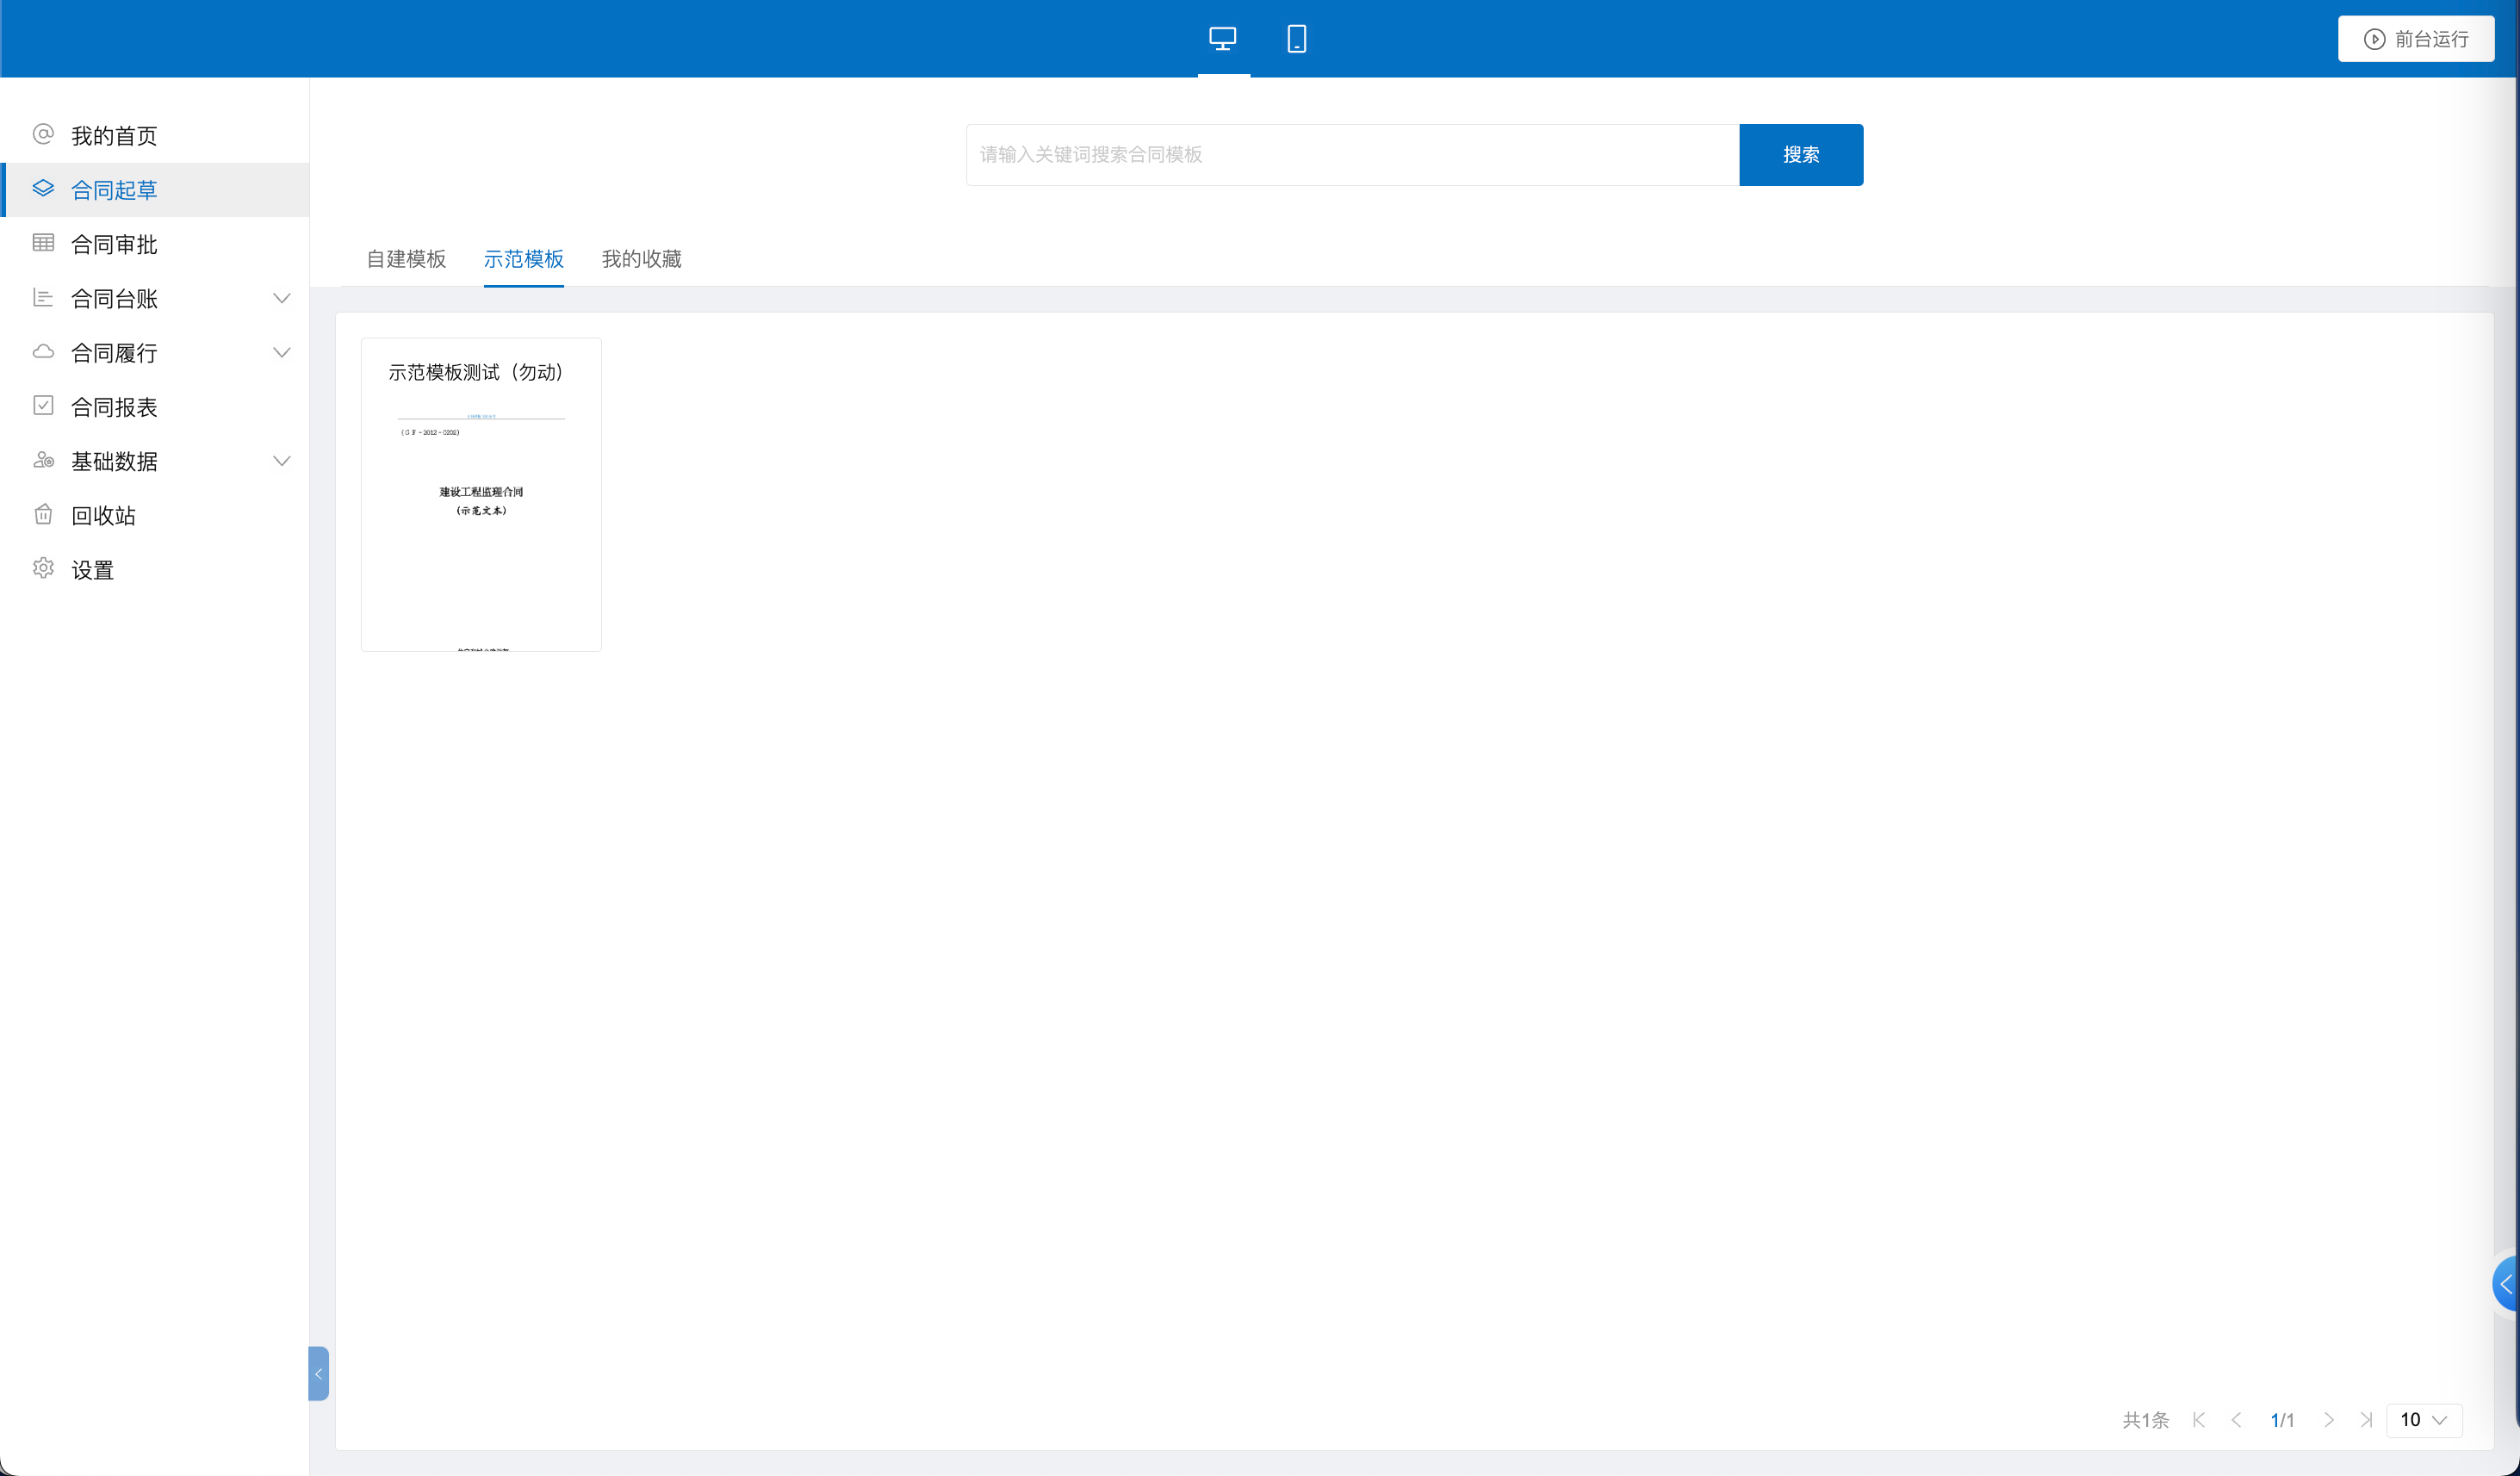 前台运行
我的首页
合同起草
合同审批
合同台账
合同履行
合同报表
基础数据
回收站
设置
请输入关键词搜索合同模板
搜索
自建模板 示范模板 我的收藏
示范模板测试（勿动）
（GF－2012－0202）
建设工程监理合同
（示范文本）
共1条 1/1 10